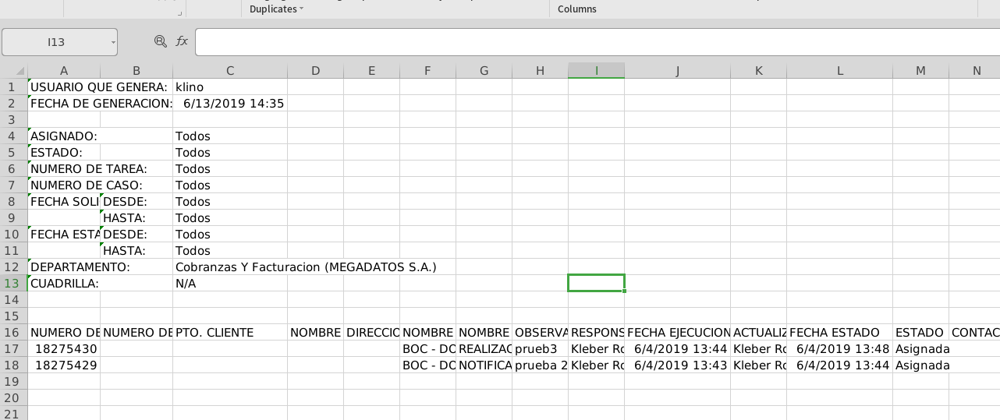 Duplicates Columns
I13 fx
A B C D E F G H I J K L M N
1 USUARIO QUE GENERA: klino
2 FECHA DE GENERACION: 6/13/2019 14:35
3
4 ASIGNADO: Todos
5 ESTADO: Todos
6 NUMERO DE TAREA: Todos
7 NUMERO DE CASO: Todos
8 FECHA SOLI DESDE: Todos
9 HASTA: Todos
10 FECHA ESTA DESDE: Todos
11 HASTA: Todos
12 DEPARTAMENTO: Cobranzas Y Facturacion (MEGADATOS S.A.)
13 CUADRILLA: N/A
14
15
16 NUMERO DE NUMERO DE PTO. CLIENTE NOMBRE DIRECCIO NOMBRE NOMBRE OBSERVA RESPONS FECHA EJECUCION ACTUALIZ FECHA ESTADO ESTADO CONTAC
17 18275430 BOC - DO REALIZAC prueb3 Kleber Ro 6/4/2019 13:44 Kleber Ro 6/4/2019 13:48 Asignada
18 18275429 BOC - DO NOTIFICA prueba 2 Kleber Ro 6/4/2019 13:43 Kleber Ro 6/4/2019 13:44 Asignada
19
20
21